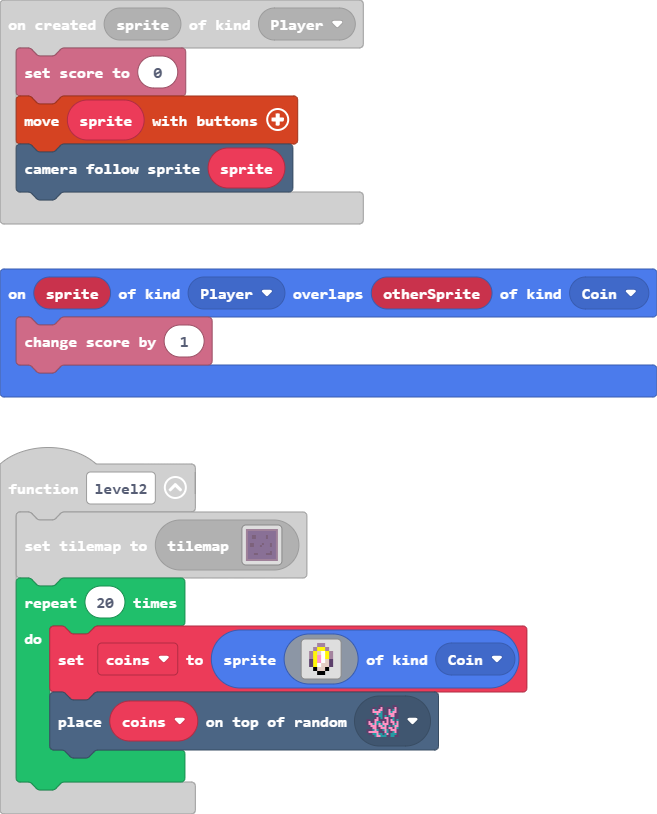 on created sprite of kind Player
set score to 0
move sprite with buttons
camera follow sprite sprite
on sprite of kind Player overlaps otherSprite of kind Coin
change score by 1
function level2
set tilemap to tilemap
repeat 20 times
do
set coins to sprite of kind Coin
place coins on top of random